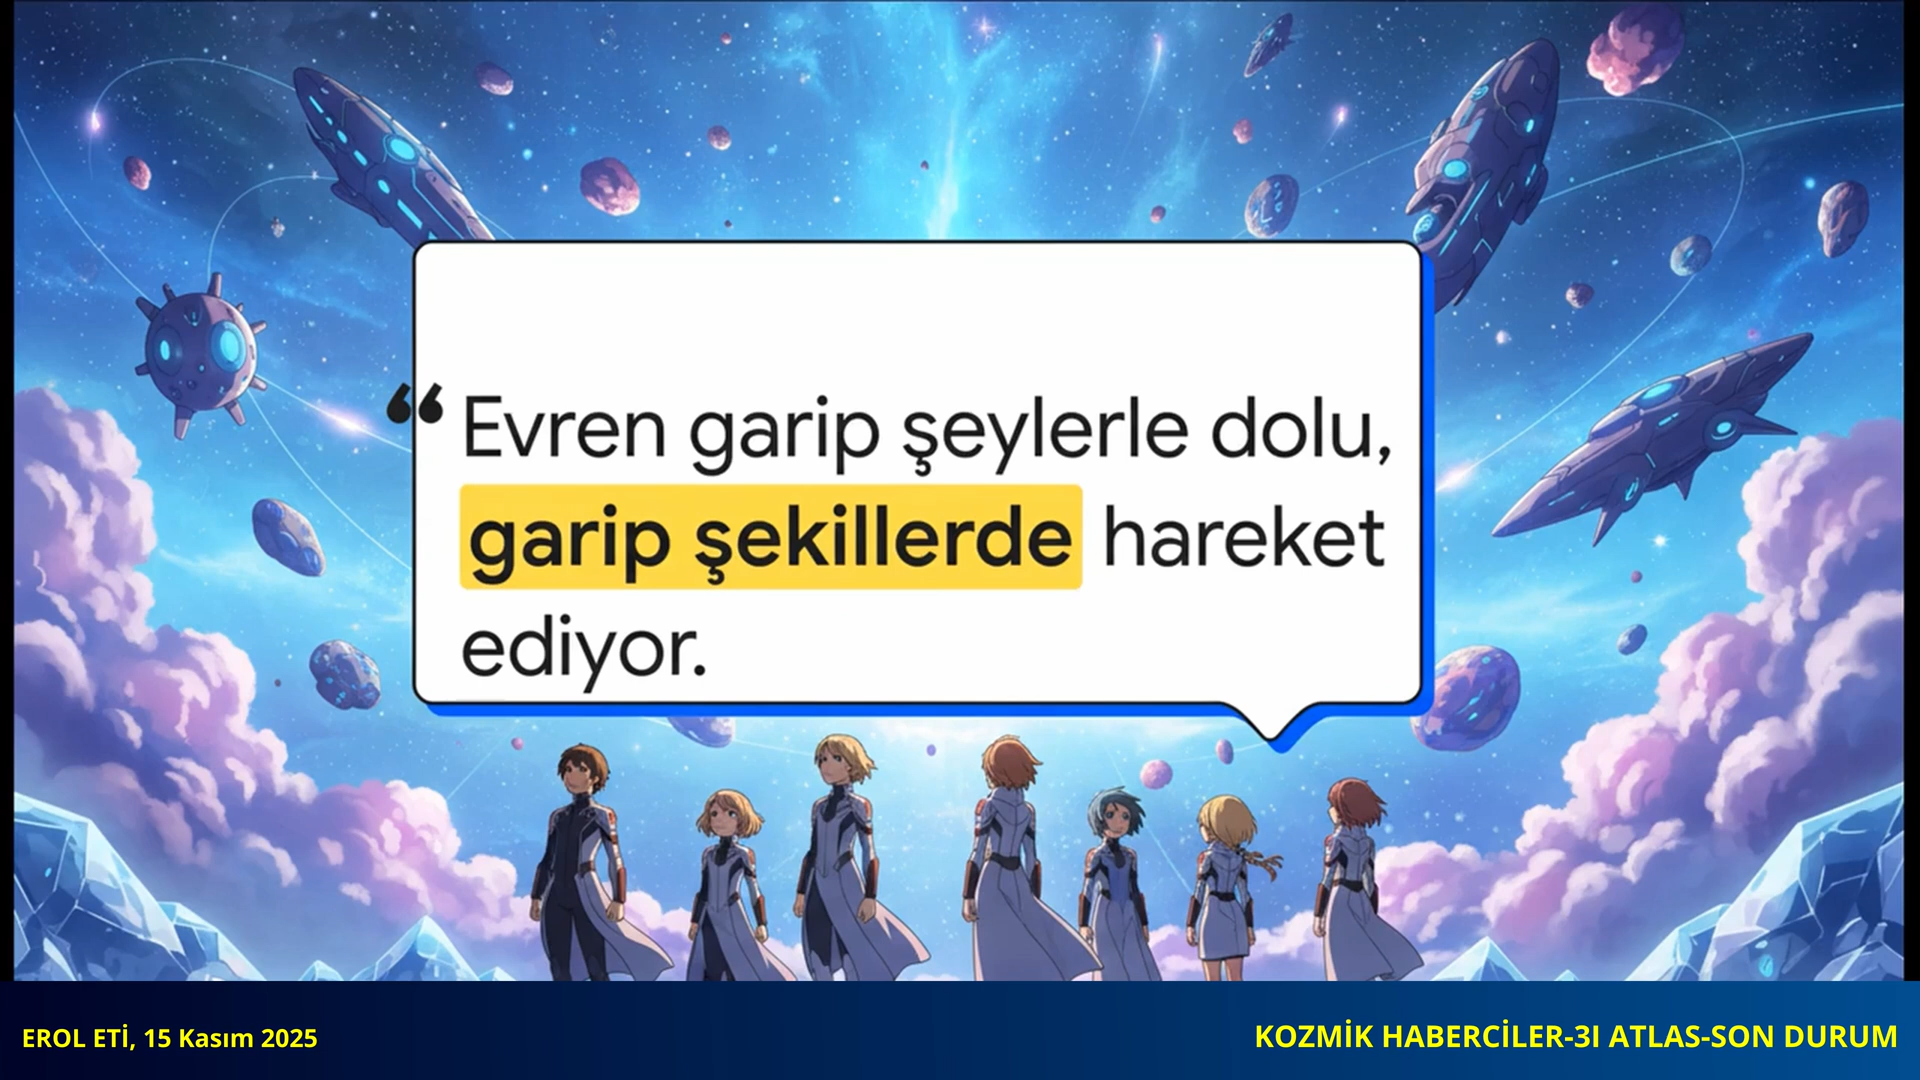 “Evren garip şeylerle dolu,
garip şekillerde hareket
ediyor.
EROL ETİ, 15 Kasım 2025
KOZMİK HABERCİLER-3I ATLAS-SON DURUM